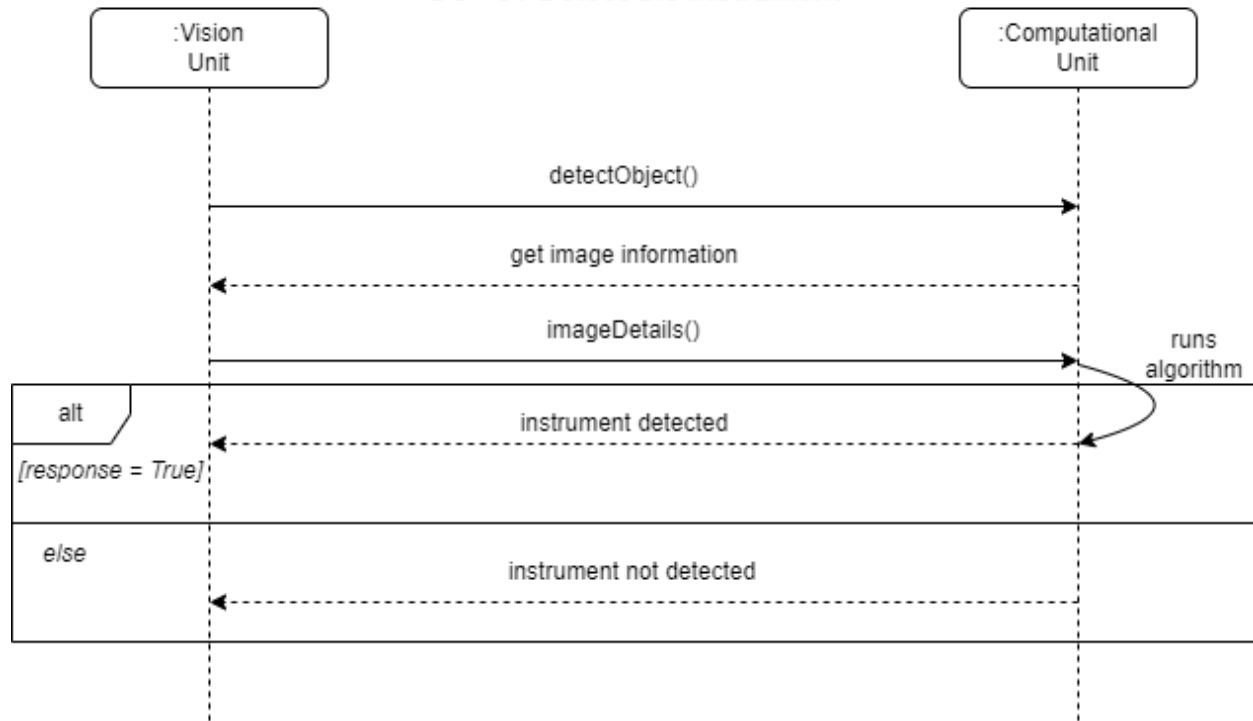 :Vision
Unit
:Computational
Unit
detectObject()
get image information
imageDetails()
runs
algorithm
alt
instrument detected
[response = True]
else
instrument not detected